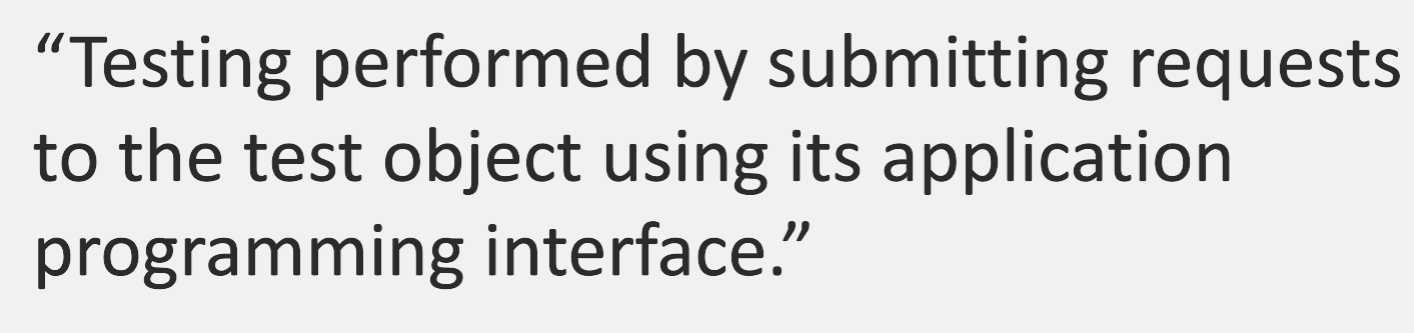 “Testing performed by submitting requests
to the test object using its application
programming interface.”